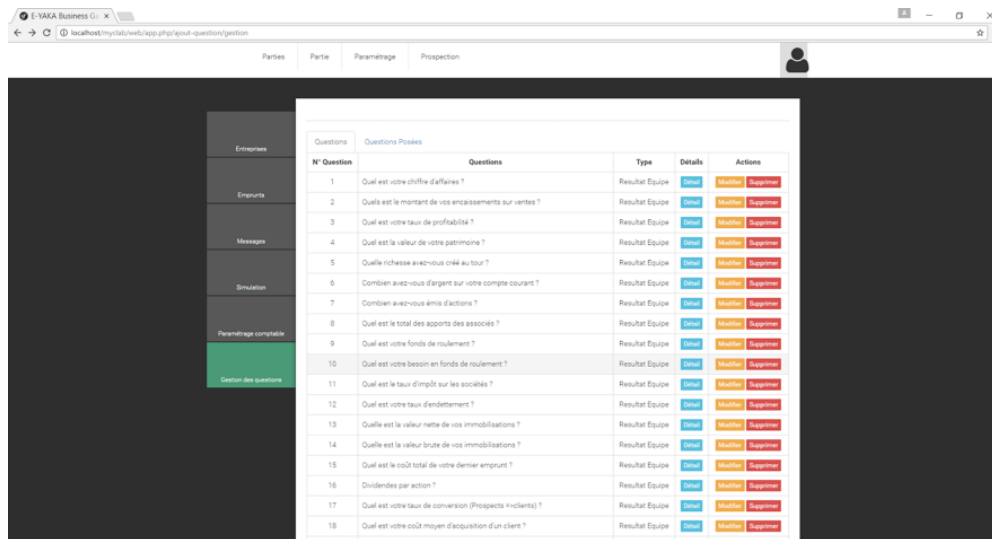 E-YAKA Business Ga
localhost/myclab/web/app.php/ajout-question/gestion
Parties Partie Paramétrage Prospection
Entreprises
Emprunts
Messages
Simulation
Paramétrage comptable
Gestion des questions
Questions Questions Posées
N° Question Questions Type Détails Actions
1 Quel est votre chiffre d'affaires ? Resultat Equipe Détail Modifier Supprimer
2 Quels est le montant de vos encaissements sur ventes ? Resultat Equipe Détail Modifier Supprimer
3 Quel est votre taux de profitabilité ? Resultat Equipe Détail Modifier Supprimer
4 Quel est la valeur de votre patrimoine ? Resultat Equipe Détail Modifier Supprimer
5 Quelle richesse avez-vous créé au tour ? Resultat Equipe Détail Modifier Supprimer
6 Combien avez-vous d'argent sur votre compte courant ? Resultat Equipe Détail Modifier Supprimer
7 Combien avez-vous émis d'actions ? Resultat Equipe Détail Modifier Supprimer
8 Quel est le total des apports des associés ? Resultat Equipe Détail Modifier Supprimer
9 Quel est votre fonds de roulement ? Resultat Equipe Détail Modifier Supprimer
10 Quel est votre besoin en fonds de roulement ? Resultat Equipe Détail Modifier Supprimer
11 Quel est le taux d'impôt sur les sociétés ? Resultat Equipe Détail Modifier Supprimer
12 Quel est votre taux d'endettement ? Resultat Equipe Détail Modifier Supprimer
13 Quelle est la valeur nette de vos immobilisations ? Resultat Equipe Détail Modifier Supprimer
14 Quelle est la valeur brute de vos immobilisations ? Resultat Equipe Détail Modifier Supprimer
15 Quel est le coût total de votre dernier emprunt ? Resultat Equipe Détail Modifier Supprimer
16 Dividendes par action ? Resultat Equipe Détail Modifier Supprimer
17 Quel est votre taux de conversion (Prospects =>clients) ? Resultat Equipe Détail Modifier Supprimer
18 Quel est votre coût moyen d'acquisition d'un client ? Resultat Equipe Détail Modifier Supprimer